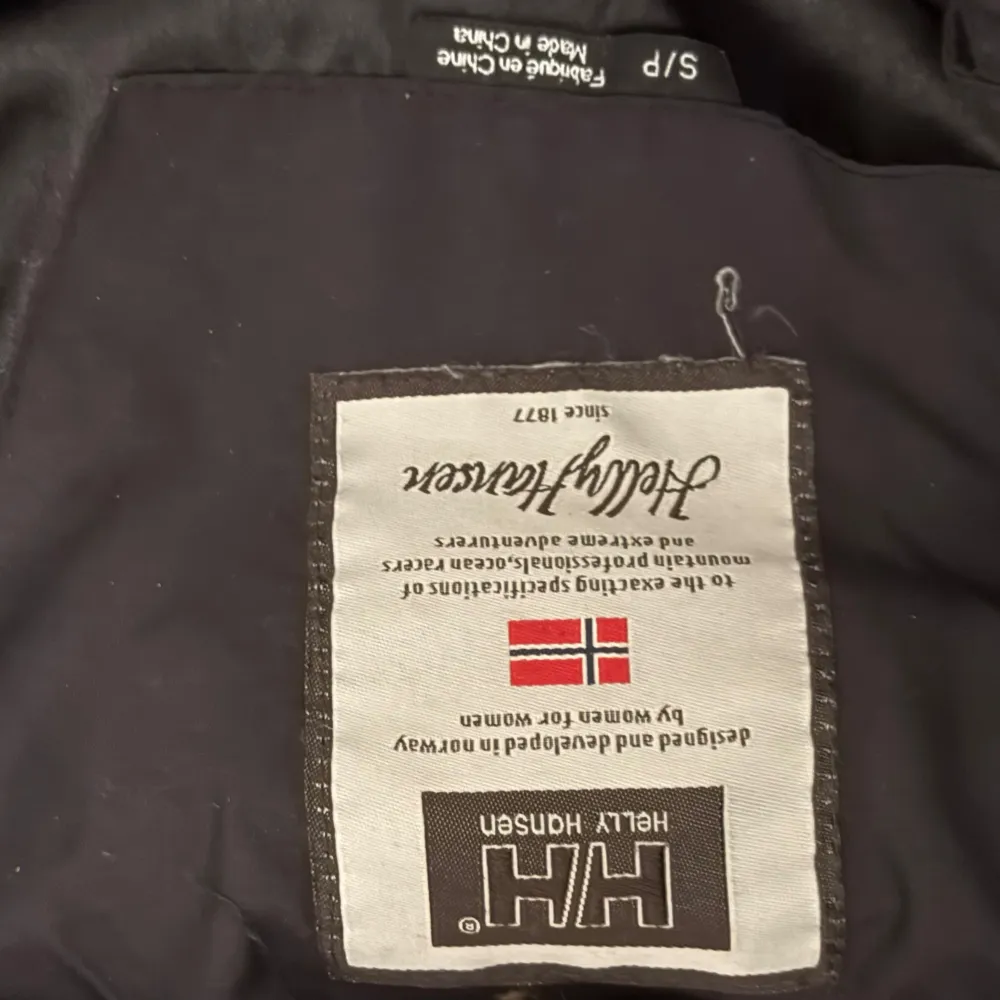 H/H®
HELLY HANSEN
designed and developed in norway
by women for women
to the exacting specifications of
mountain professionals,ocean racers
and extreme adventurers
Helly Hansen
since 1877
S/P
Fabriqué en Chine
Made in China